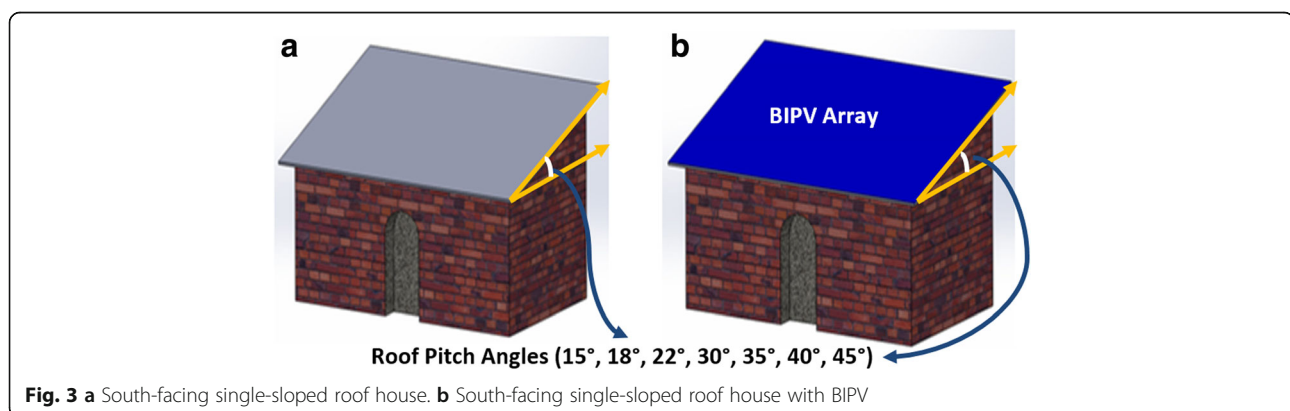 a
b
BIPV Array
Roof Pitch Angles (15°, 18°, 22°, 30°, 35°, 40°, 45°)
Fig. 3 a South-facing single-sloped roof house. b South-facing single-sloped roof house with BIPV